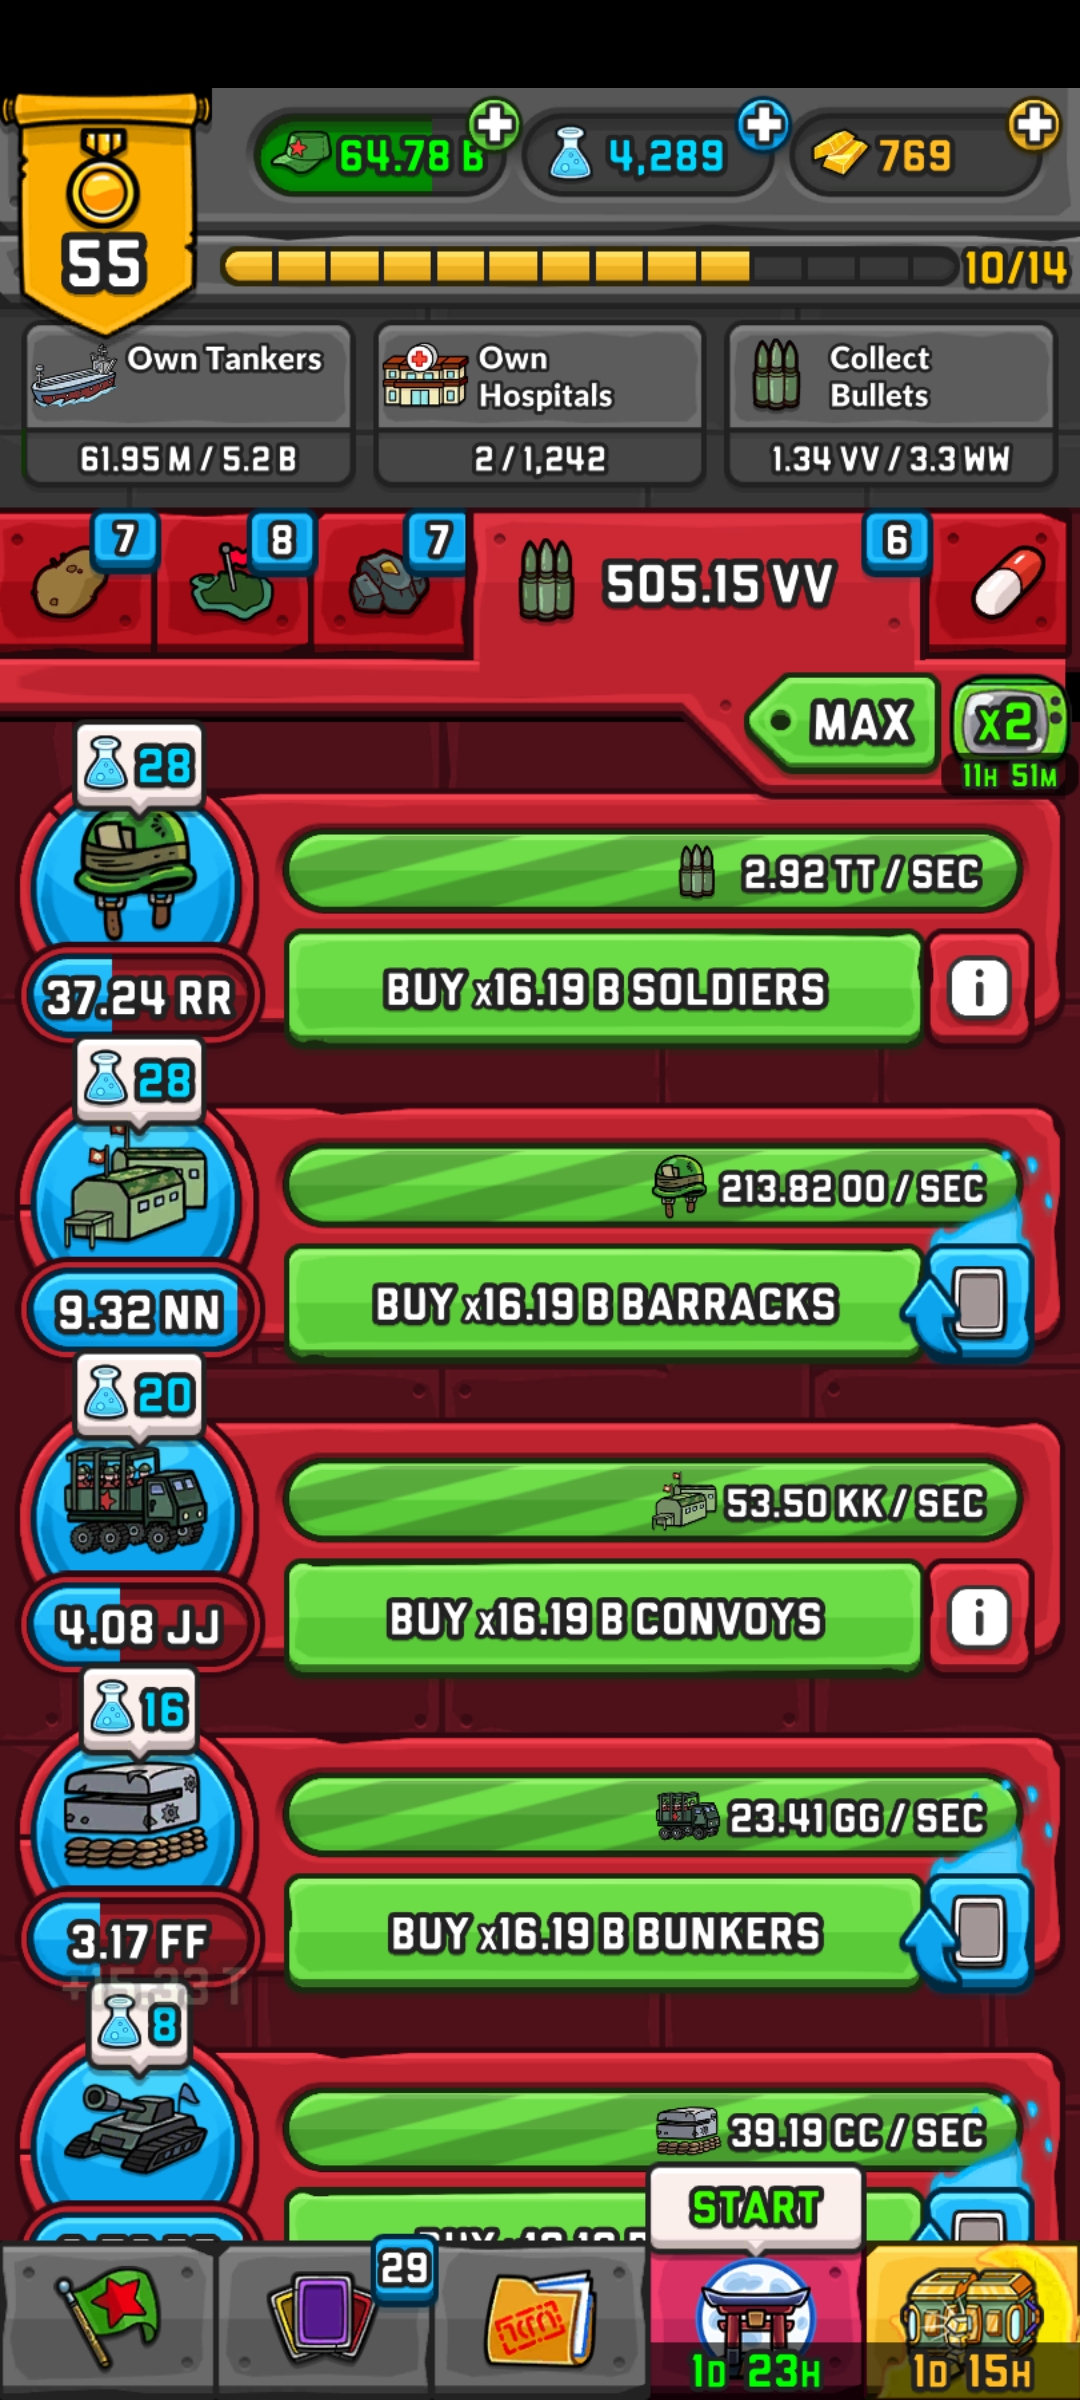 64.78 B
4,289
769
55
10/14
Own Tankers
Own
Hospitals
Collect
Bullets
61.95 M / 5.2 B
2 / 1,242
1.34 VV / 3.3 WW
7
8
7
505.15 VV
6
MAX
x2
11H 51M
28
2.92 TT / SEC
37.24 RR
BUY x16.19 B SOLDIERS
i
28
213.82 OO / SEC
9.32 NN
BUY x16.19 B BARRACKS
20
53.50 KK / SEC
4.08 JJ
BUY x16.19 B CONVOYS
i
16
23.41 GG / SEC
3.17 FF
BUY x16.19 B BUNKERS
8
39.19 CC / SEC
START
29
1D 23H
1D 15H